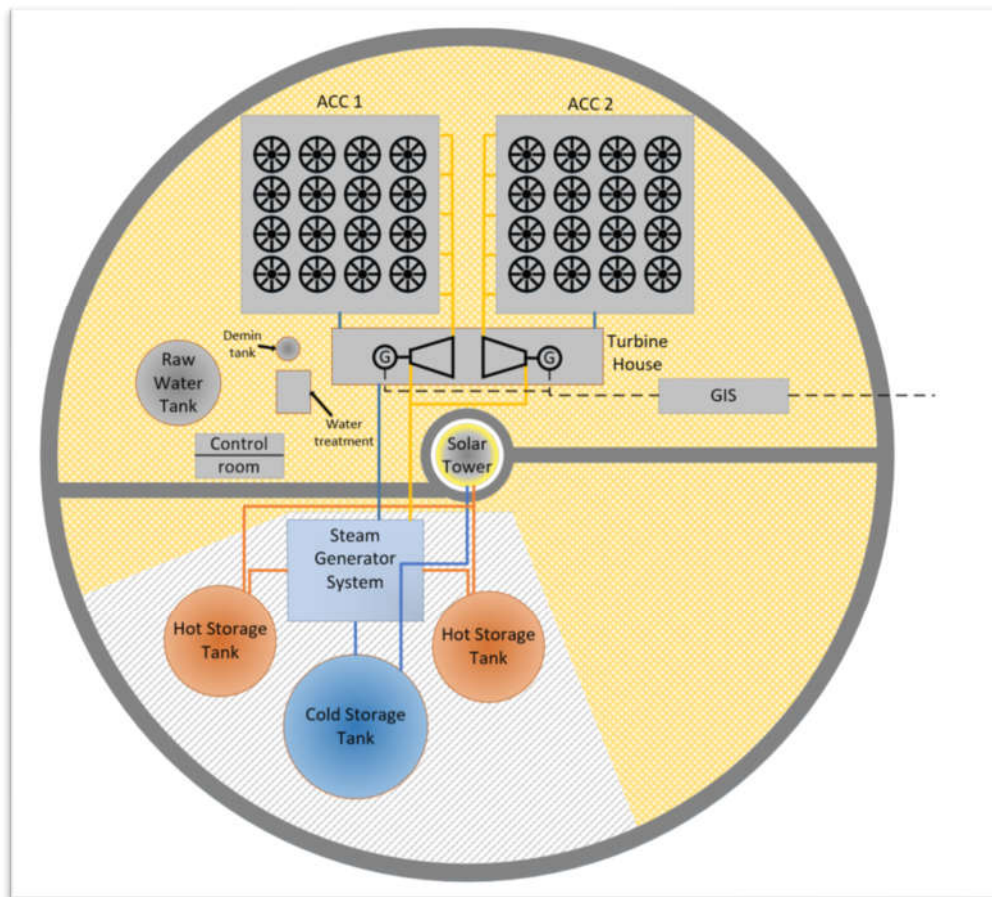 ACC 1
ACC 2
Demin
tank
Raw
Water
Tank
Water
treatment
Control
room
G
G
Turbine
House
GIS
Solar
Tower
Steam
Generator
System
Hot Storage
Tank
Hot Storage
Tank
Cold Storage
Tank